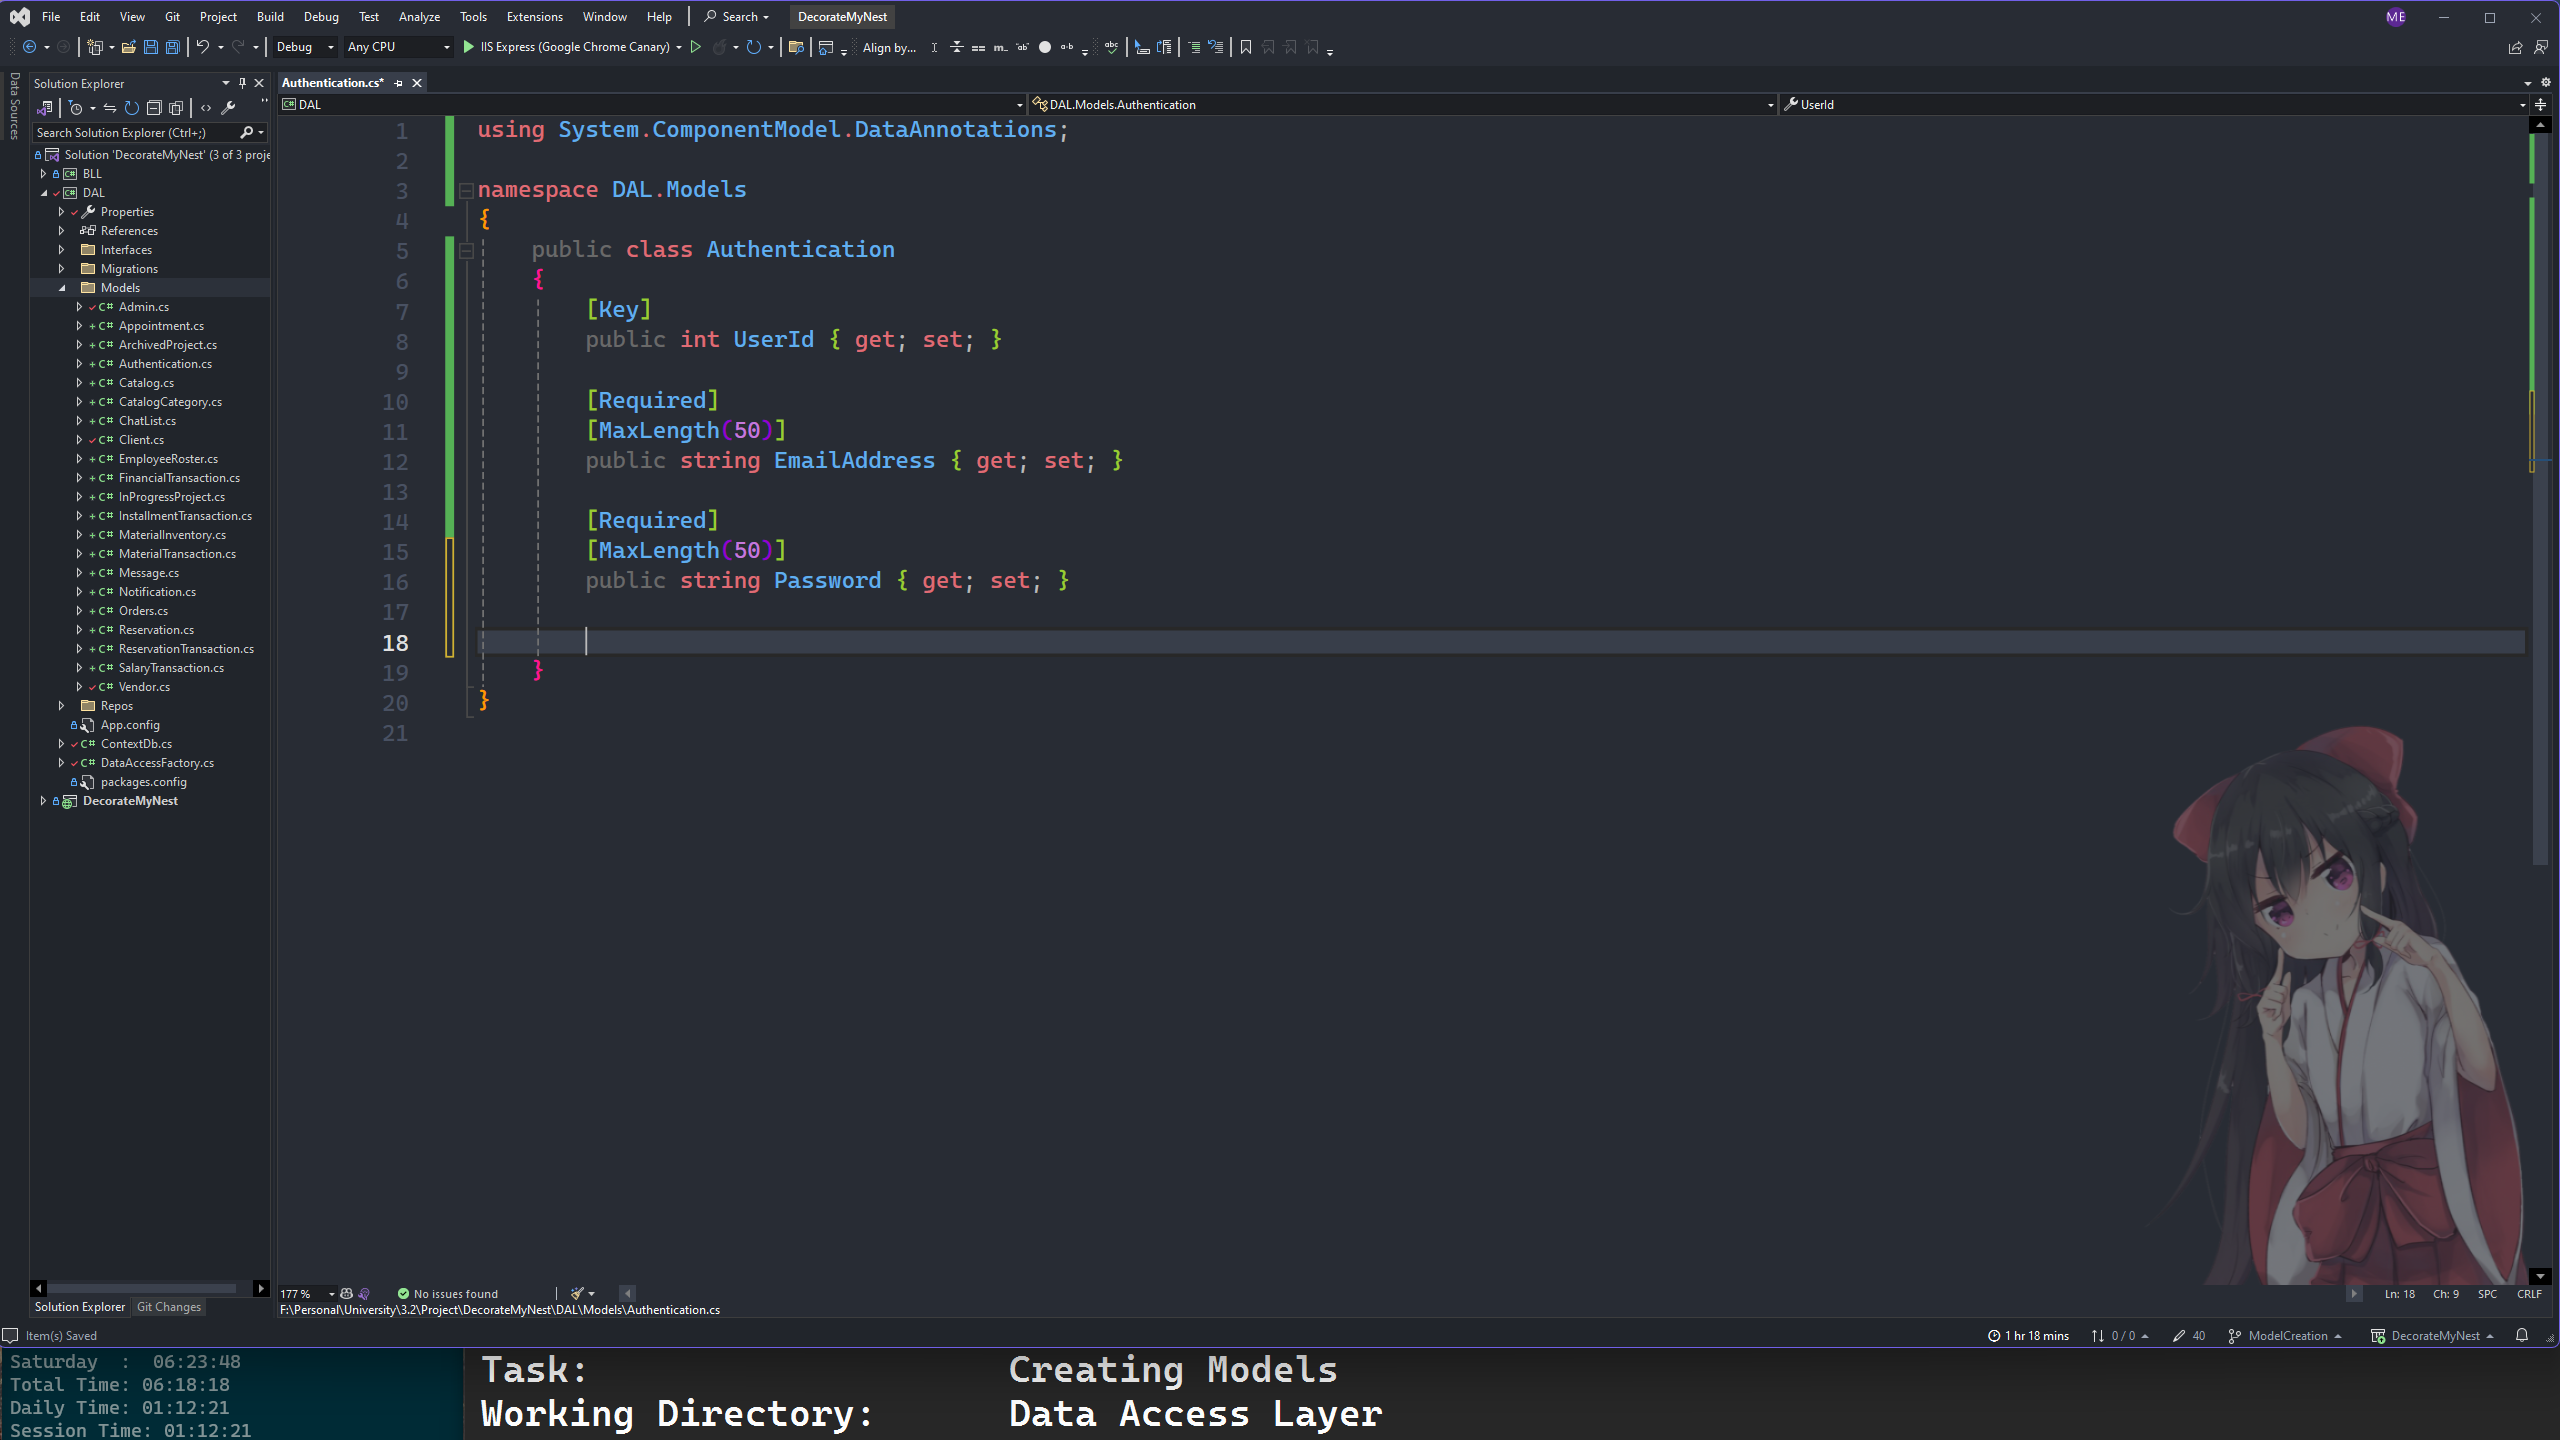 File Edit View Git Project Build Debug Test Analyze Tools Extensions Window Help Search DecorateMyNest ME
Debug Any CPU IIS Express (Google Chrome Canary) Align by...
Data Sources
Solution Explorer
Search Solution Explorer (Ctrl+;)
Solution 'DecorateMyNest' (3 of 3 proje
BLL
DAL
Properties
References
Interfaces
Migrations
Models
C# Admin.cs
C# Appointment.cs
C# ArchivedProject.cs
C# Authentication.cs
C# Catalog.cs
C# CatalogCategory.cs
C# ChatList.cs
C# Client.cs
C# EmployeeRoster.cs
C# FinancialTransaction.cs
C# InProgressProject.cs
C# InstallmentTransaction.cs
C# MaterialInventory.cs
C# MaterialTransaction.cs
C# Message.cs
C# Notification.cs
C# Orders.cs
C# Reservation.cs
C# ReservationTransaction.cs
C# SalaryTransaction.cs
C# Vendor.cs
Repos
App.config
C# ContextDb.cs
C# DataAccessFactory.cs
packages.config
DecorateMyNest
Solution Explorer Git Changes
Authentication.cs*
DAL DAL.Models.Authentication UserId
1 using System.ComponentModel.DataAnnotations;
2
3 namespace DAL.Models
4 {
5 public class Authentication
6 {
7 [Key]
8 public int UserId { get; set; }
9
10 [Required]
11 [MaxLength(50)]
12 public string EmailAddress { get; set; }
13
14 [Required]
15 [MaxLength(50)]
16 public string Password { get; set; }
17
18
19 }
20 }
21
177 % No issues found Ln: 18 Ch: 9 SPC CRLF
F:\Personal\University\3.2\Project\DecorateMyNest\DAL\Models\Authentication.cs
Item(s) Saved 1 hr 18 mins 0 / 0 40 ModelCreation DecorateMyNest
Saturday : 06:23:48
Total Time: 06:18:18
Daily Time: 01:12:21
Session Time: 01:12:21
Task: Creating Models
Working Directory: Data Access Layer